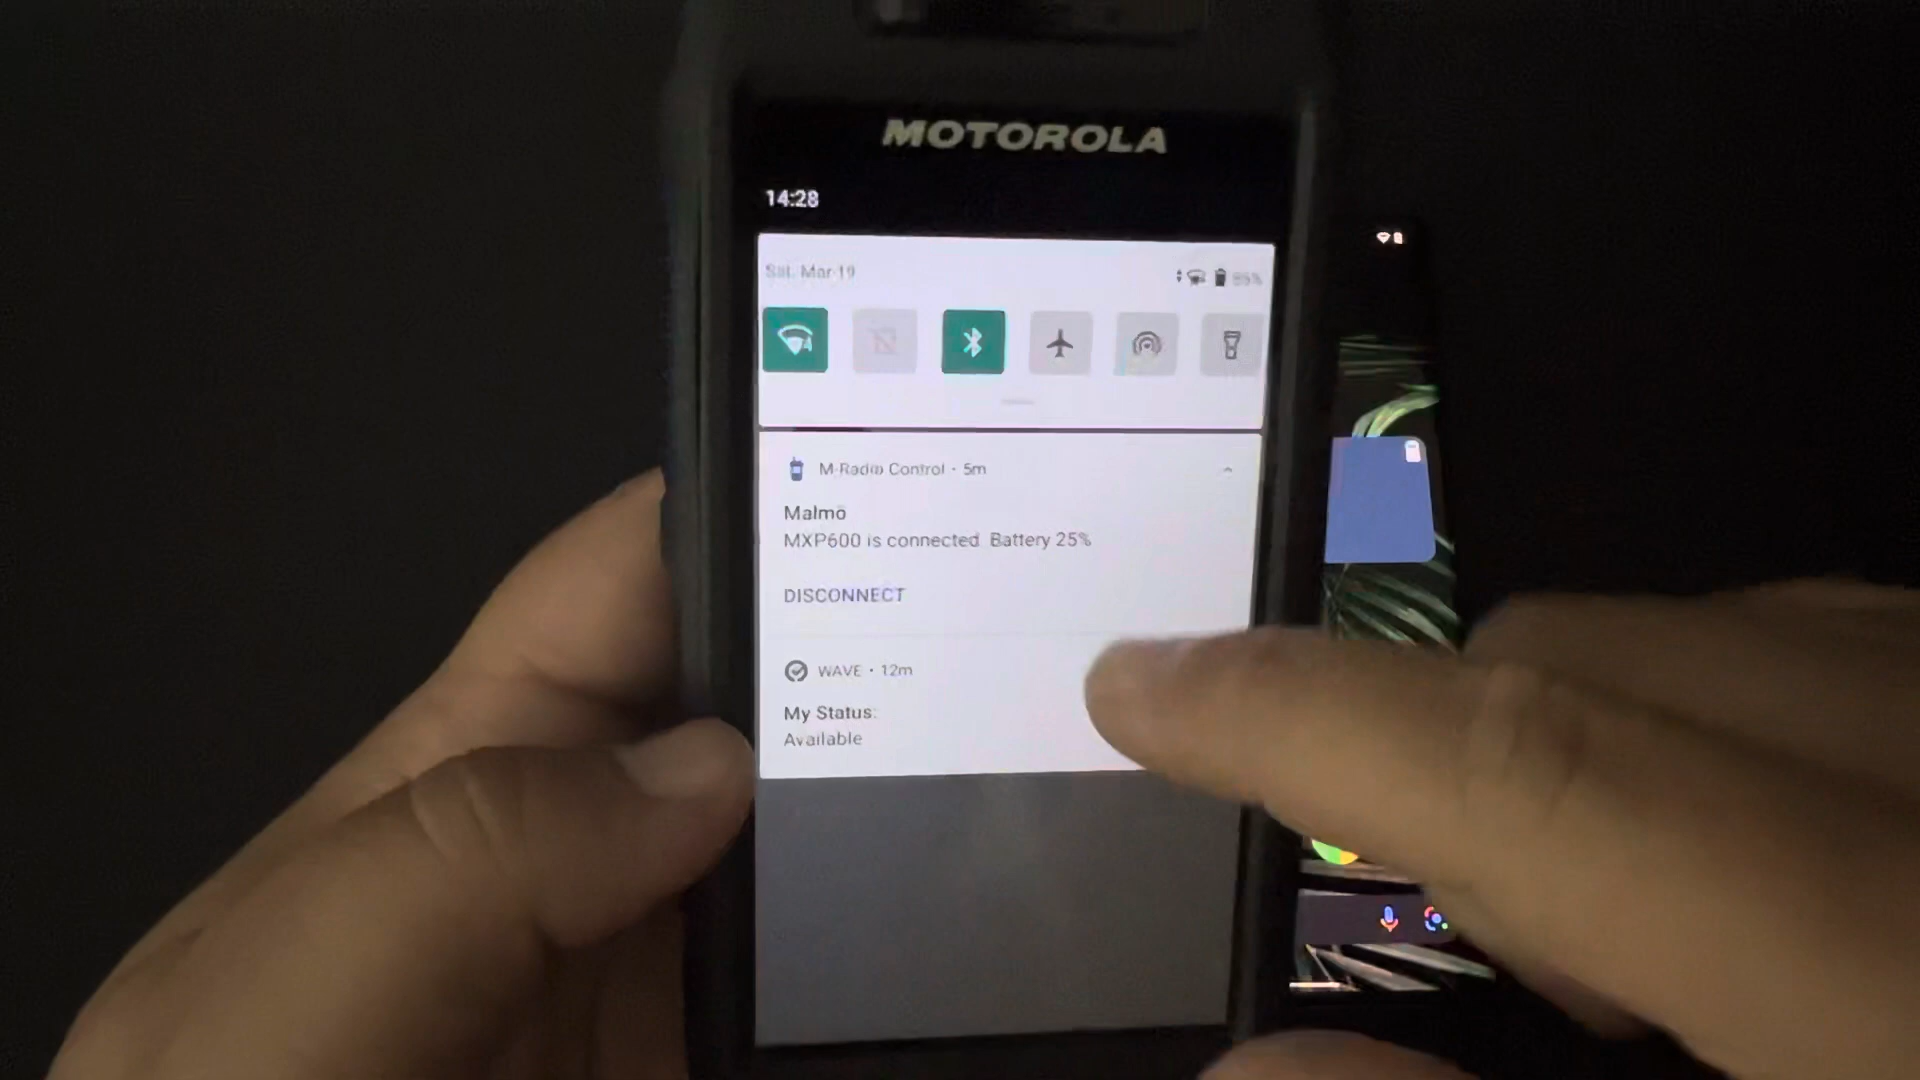 MOTOROLA
14:28
Sat, Mar 19
M-Radio Control · 5m
Malmö
MXP600 is connected. Battery 25%
DISCONNECT
WAVE · 12m
My Status:
Available